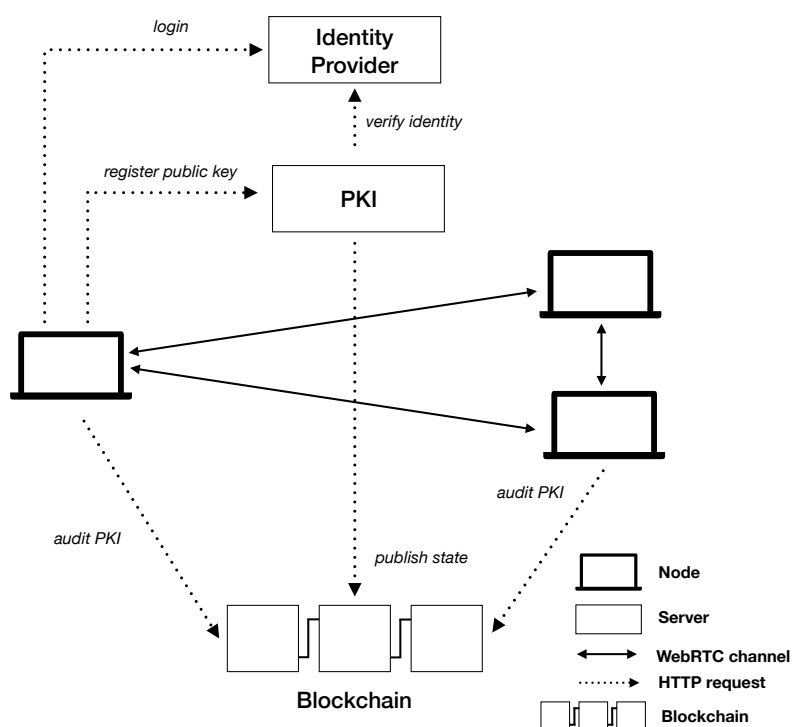 login
Identity
Provider
verify identity
register public key
PKI
audit PKI
audit PKI
publish state
Blockchain
Node
Server
WebRTC channel
HTTP request
Blockchain